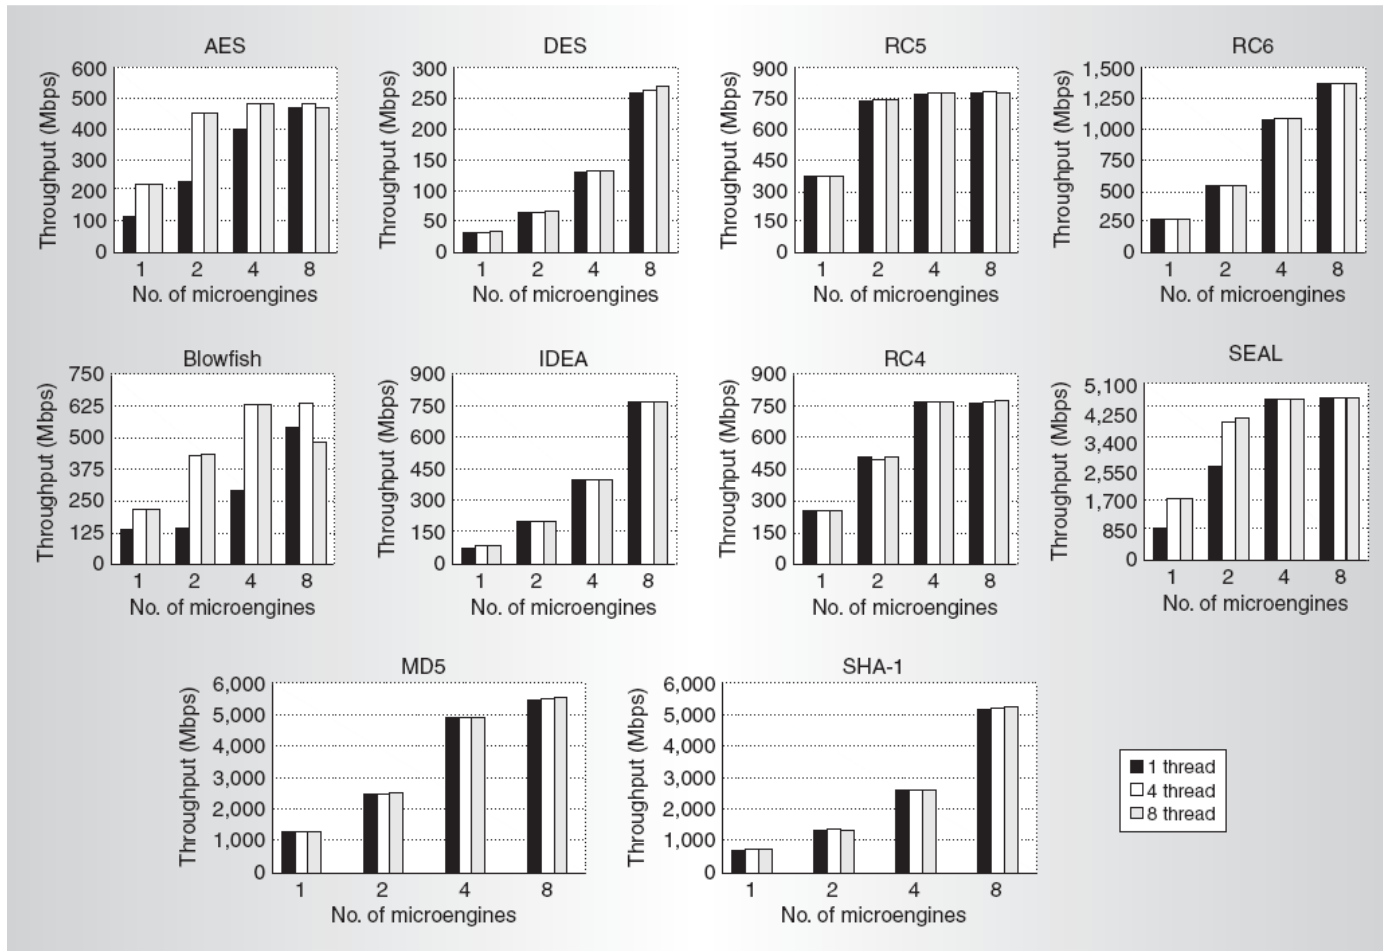 AES
Throughput (Mbps)
600
500
400
300
200
100
0
1 2 4 8
No. of microengines
DES
Throughput (Mbps)
300
250
200
150
100
50
0
1 2 4 8
No. of microengines
RC5
Throughput (Mbps)
900
750
600
450
300
150
0
1 2 4 8
No. of microengines
RC6
Throughput (Mbps)
1,500
1,250
1,000
750
500
250
0
1 2 4 8
No. of microengines
Blowfish
Throughput (Mbps)
750
625
500
375
250
125
0
1 2 4 8
No. of microengines
IDEA
Throughput (Mbps)
900
750
600
450
300
150
0
1 2 4 8
No. of microengines
RC4
Throughput (Mbps)
900
750
600
450
300
150
0
1 2 4 8
No. of microengines
SEAL
Throughput (Mbps)
5,100
4,250
3,400
2,550
1,700
850
0
1 2 4 8
No. of microengines
MD5
Throughput (Mbps)
6,000
5,000
4,000
3,000
2,000
1,000
0
1 2 4 8
No. of microengines
SHA-1
Throughput (Mbps)
6,000
5,000
4,000
3,000
2,000
1,000
0
1 2 4 8
No. of microengines
1 thread
4 thread
8 thread